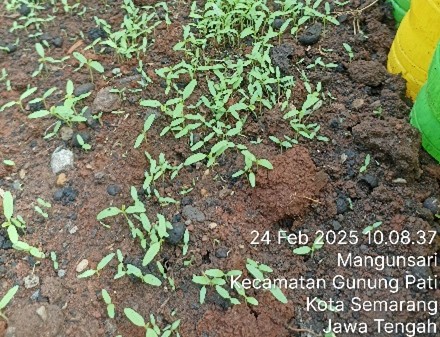 24 Feb 2025 10.08.37
Mangunsari
Kecamatan Gunung Pati
Kota Semarang
Jawa Tengah